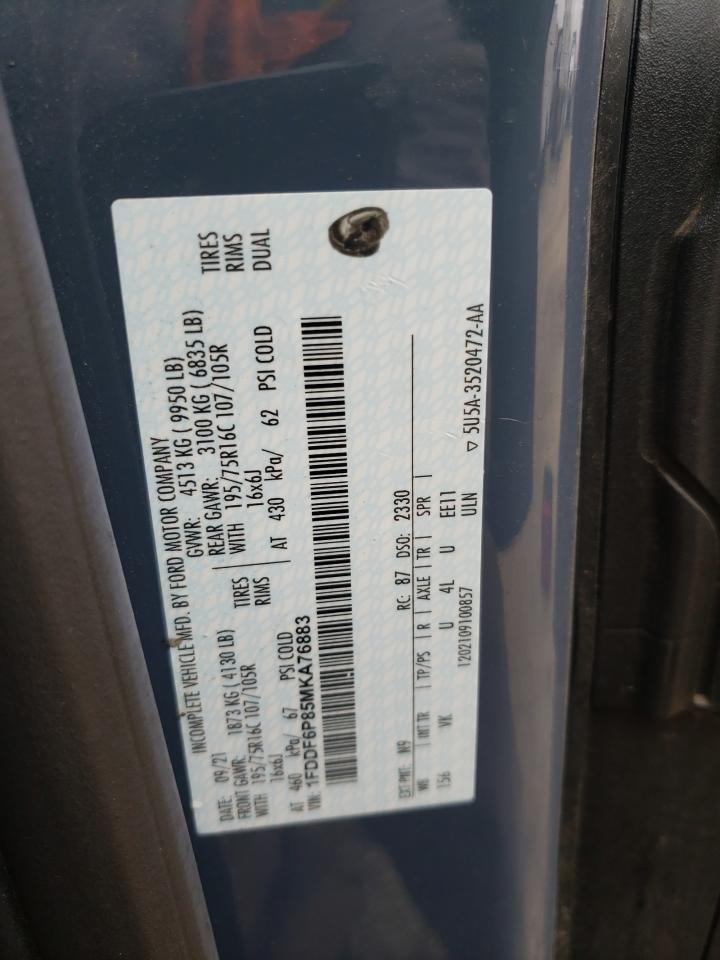 INCOMPLETE VEHICLE MFD. BY FORD MOTOR COMPANY
DATE: 09/21 GVWR: 4513 KG ( 9950 LB)
FRONT GAWR: 1873 KG ( 4130 LB) REAR GAWR: 3100 KG ( 6835 LB)
WITH 195/75R16C 107/105R TIRES WITH 195/75R16C 107/105R TIRES
16x6J RIMS 16x6J RIMS
AT 460 kPa/ 67 PSI COLD AT 430 kPa/ 62 PSI COLD DUAL
VIN: 1FDDF6P85MKA76883
EXT PNT: N9 RC: 87 DSO: 2330
WB INT TR TP/PS R AXLE TR SPR
156 VK U 4L U EE11
1202109100857 ULN
▽ 5U5A-3520472-AA